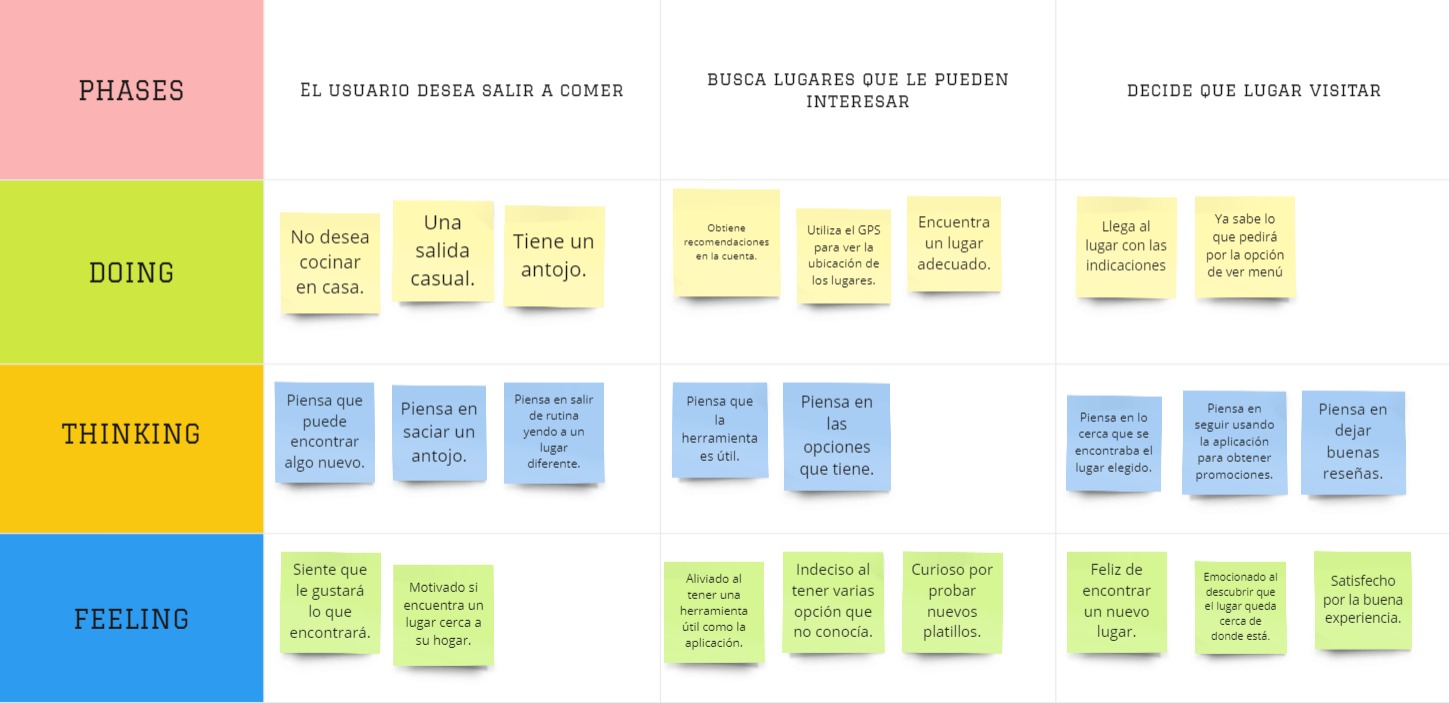 PHASES
El usuario desea salir a comer
busca lugares que le pueden
interesar
decide que lugar visitar
DOING
No desea
cocinar
en casa.
Una
salida
casual.
Tiene un
antojo.
Obtiene
recomendaciones
en la cuenta.
Utiliza el GPS
para ver la
ubicación de
los lugares.
Encuentra
un lugar
adecuado.
Llega al
lugar con las
indicaciones
Ya sabe lo
que pedirá
por la opción
de ver menú
THINKING
Piensa que
puede
encontrar
algo nuevo.
Piensa en
saciar un
antojo.
Piensa en salir
de rutina
yendo a un
lugar
diferente.
Piensa que
la
herramienta
es útil.
Piensa en
las
opciones
que tiene.
Piensa en lo
cerca que se
encontraba el
lugar elegido.
Piensa en
seguir usando
la aplicación
para obtener
promociones.
Piensa en
dejar
buenas
reseñas.
FEELING
Siente que
le gustará
lo que
encontrará.
Motivado si
encuentra un
lugar cerca a
su hogar.
Aliviado al
tener una
herramienta
útil como la
aplicación.
Indeciso al
tener varias
opción que
no conocía.
Curioso por
probar
nuevos
platillos.
Feliz de
encontrar
un nuevo
lugar.
Emocionado al
descubrir que
el lugar queda
cerca de
donde está.
Satisfecho
por la buena
experiencia.